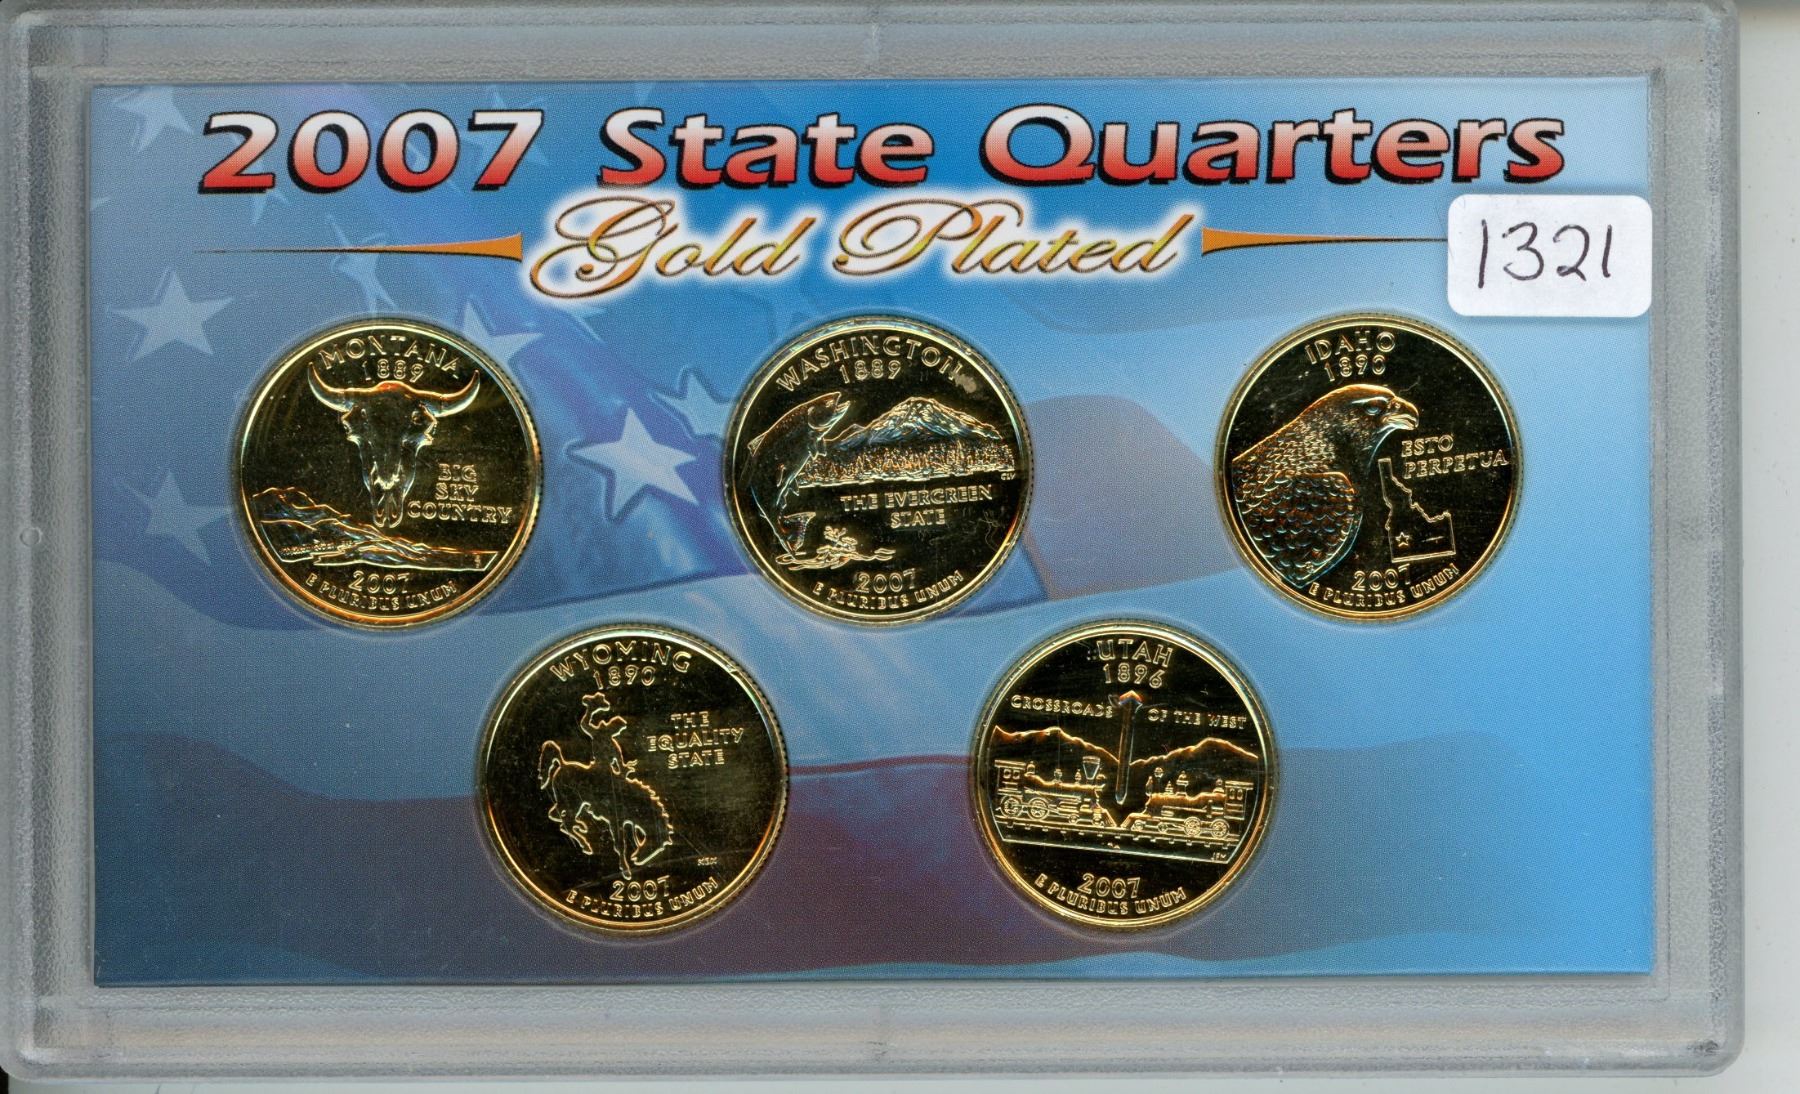 2007 State Quarters
Gold Plated
1321
MONTANA
1889
BIG
SKY
COUNTRY
2007
E PLURIBUS UNUM
WASHINGTON
1889
THE EVERGREEN
STATE
2007
E PLURIBUS UNUM
IDAHO
1890
ESTO
PERPETUA
2007
E PLURIBUS UNUM
WYOMING
1890
THE
EQUALITY
STATE
2007
E PLURIBUS UNUM
UTAH
1896
CROSSROADS OF THE WEST
2007
E PLURIBUS UNUM